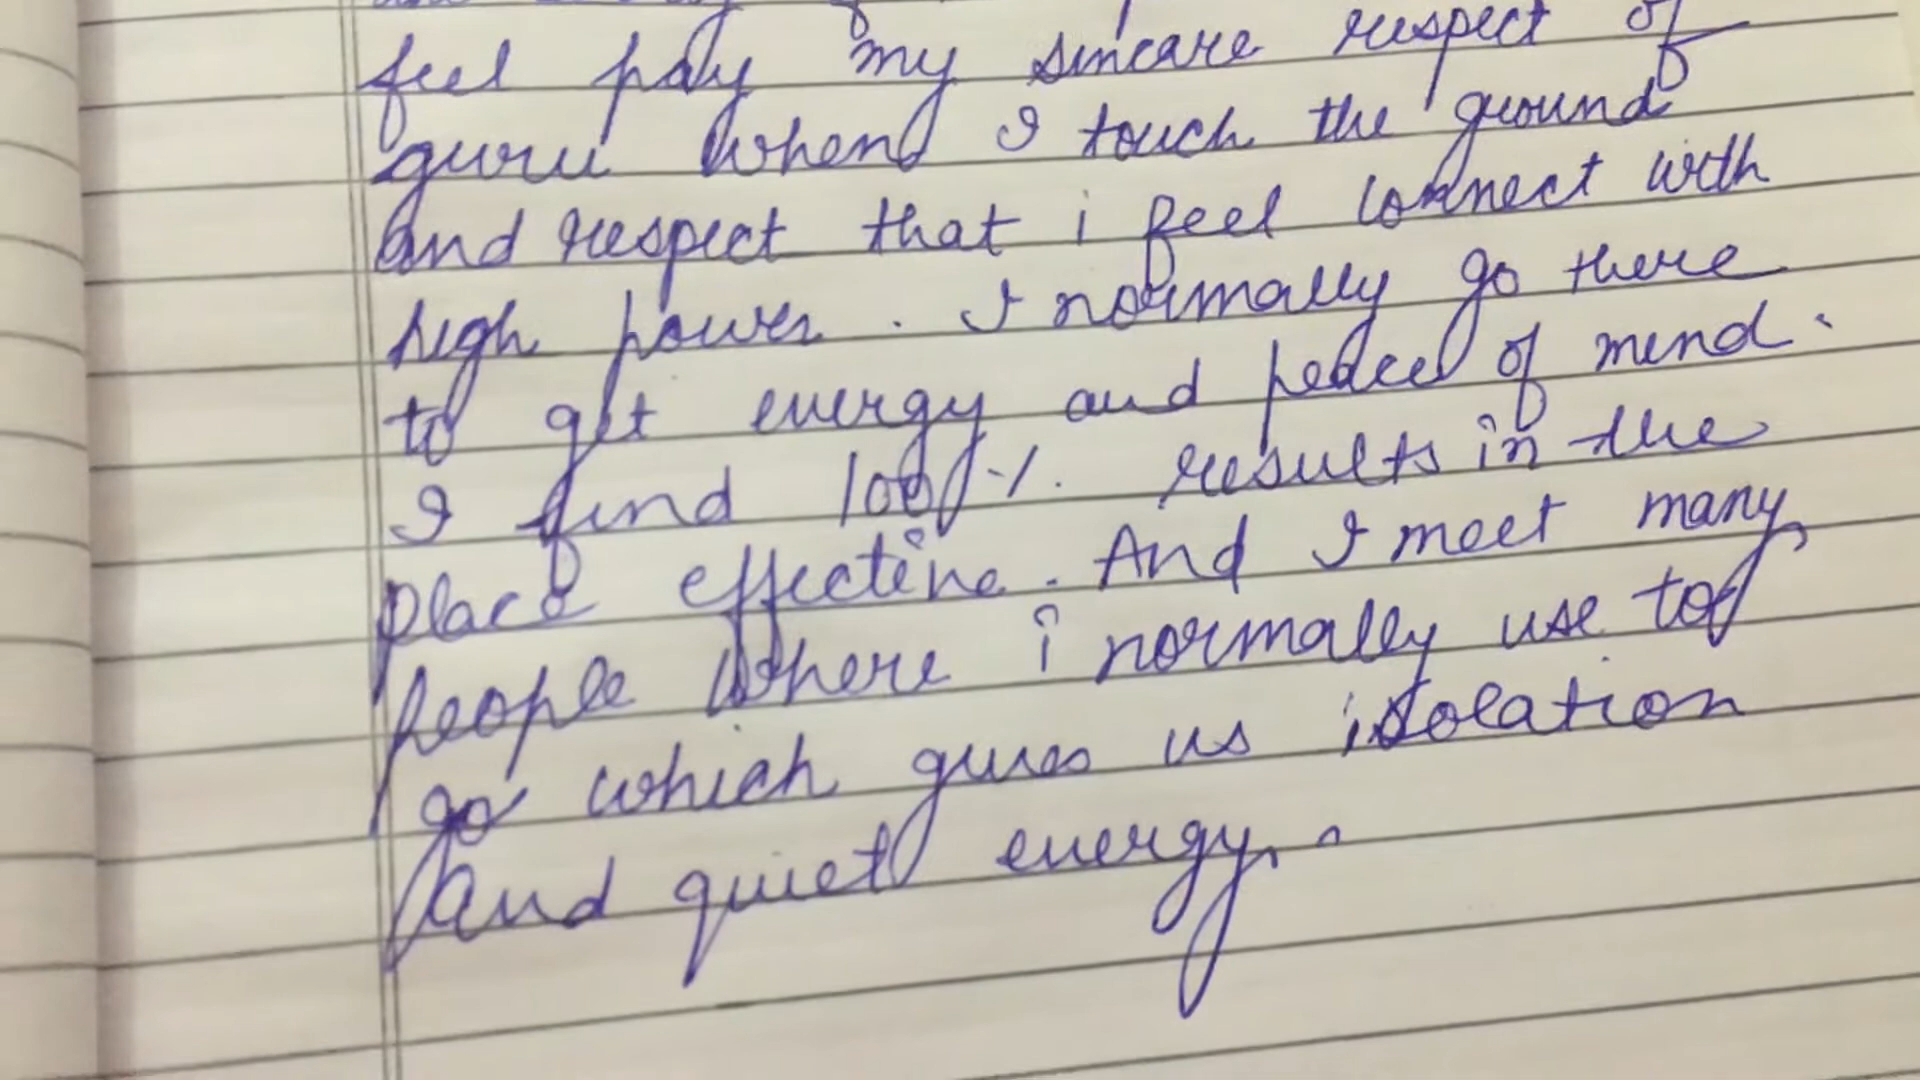 feel pay my sincare respect of
guru when I touch the ground
and respect that i feel connect with
high power. I normally go there
to get energy and peace of mind.
I find 100% results in the
place effective. And I meet many
people where i normally use to
go which gives us isolation
and quiet energy.